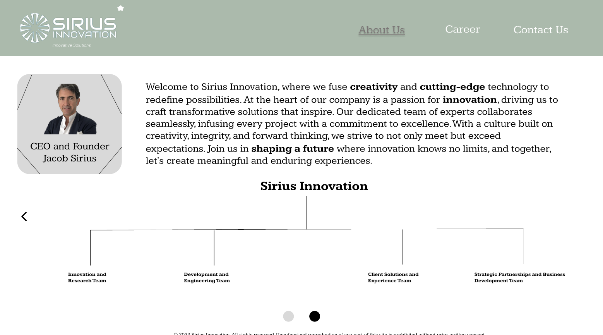 SIRIUS
INNOVATION
About Us
Career
Contact Us
CEO and Founder
Jacob Sirius
Welcome to Sirius Innovation, where we fuse creativity and cutting-edge technology to
redefine possibilities. At the heart of our company is a passion for innovation, driving us to
craft transformative solutions that inspire. Our dedicated team of experts collaborates
seamlessly, infusing every project with a commitment to excellence. With a culture built on
creativity, integrity, and forward thinking, we strive to not only meet but exceed
expectations. Join us in shaping a future where innovation knows no limits, and together,
let's create meaningful and enduring experiences.
Sirius Innovation
Innovation and
Research Team
Development and
Engineering Team
Client Solutions and
Experience Team
Strategic Partnerships and Business
Development Team